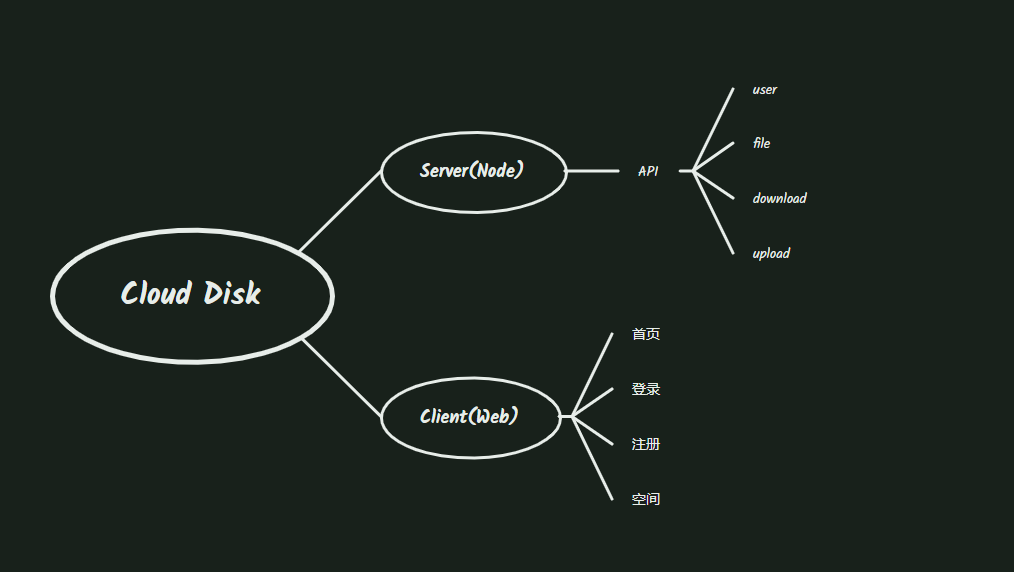 Cloud Disk
Server(Node)
API
user
file
download
upload
Client(Web)
首页
登录
注册
空间